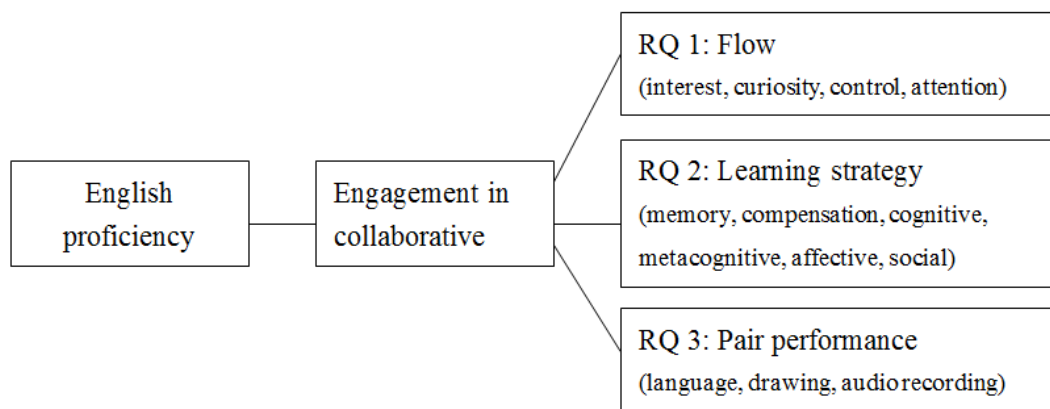 English
proficiency
Engagement in
collaborative
RQ 1: Flow
(interest, curiosity, control, attention)
RQ 2: Learning strategy
(memory, compensation, cognitive,
metacognitive, affective, social)
RQ 3: Pair performance
(language, drawing, audio recording)